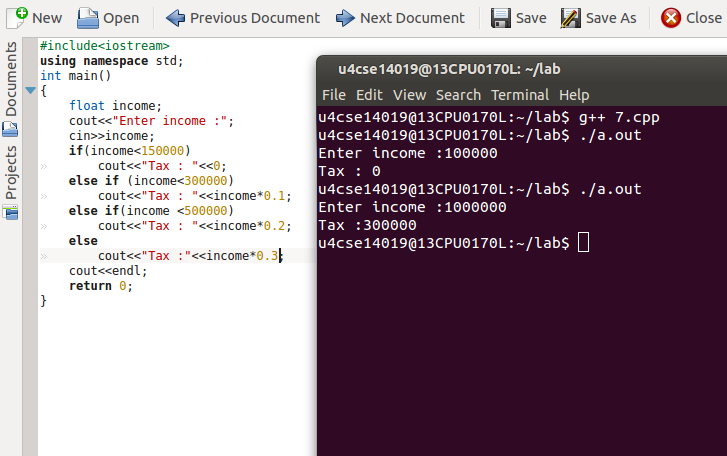 New Open Previous Document Next Document Save Save As Close
Documents
Projects
#include<iostream>
using namespace std;
int main()
{
float income;
cout<<"Enter income :";
cin>>income;
if(income<150000)
cout<<"Tax : "<<0;
else if (income<300000)
cout<<"Tax : "<<income*0.1;
else if(income <500000)
cout<<"Tax : "<<income*0.2;
else
cout<<"Tax :"<<income*0.3;
cout<<endl;
return 0;
}
u4cse14019@13CPU0170L: ~/lab
File Edit View Search Terminal Help
u4cse14019@13CPU0170L:~/lab$ g++ 7.cpp
u4cse14019@13CPU0170L:~/lab$ ./a.out
Enter income :100000
Tax : 0
u4cse14019@13CPU0170L:~/lab$ ./a.out
Enter income :1000000
Tax :300000
u4cse14019@13CPU0170L:~/lab$